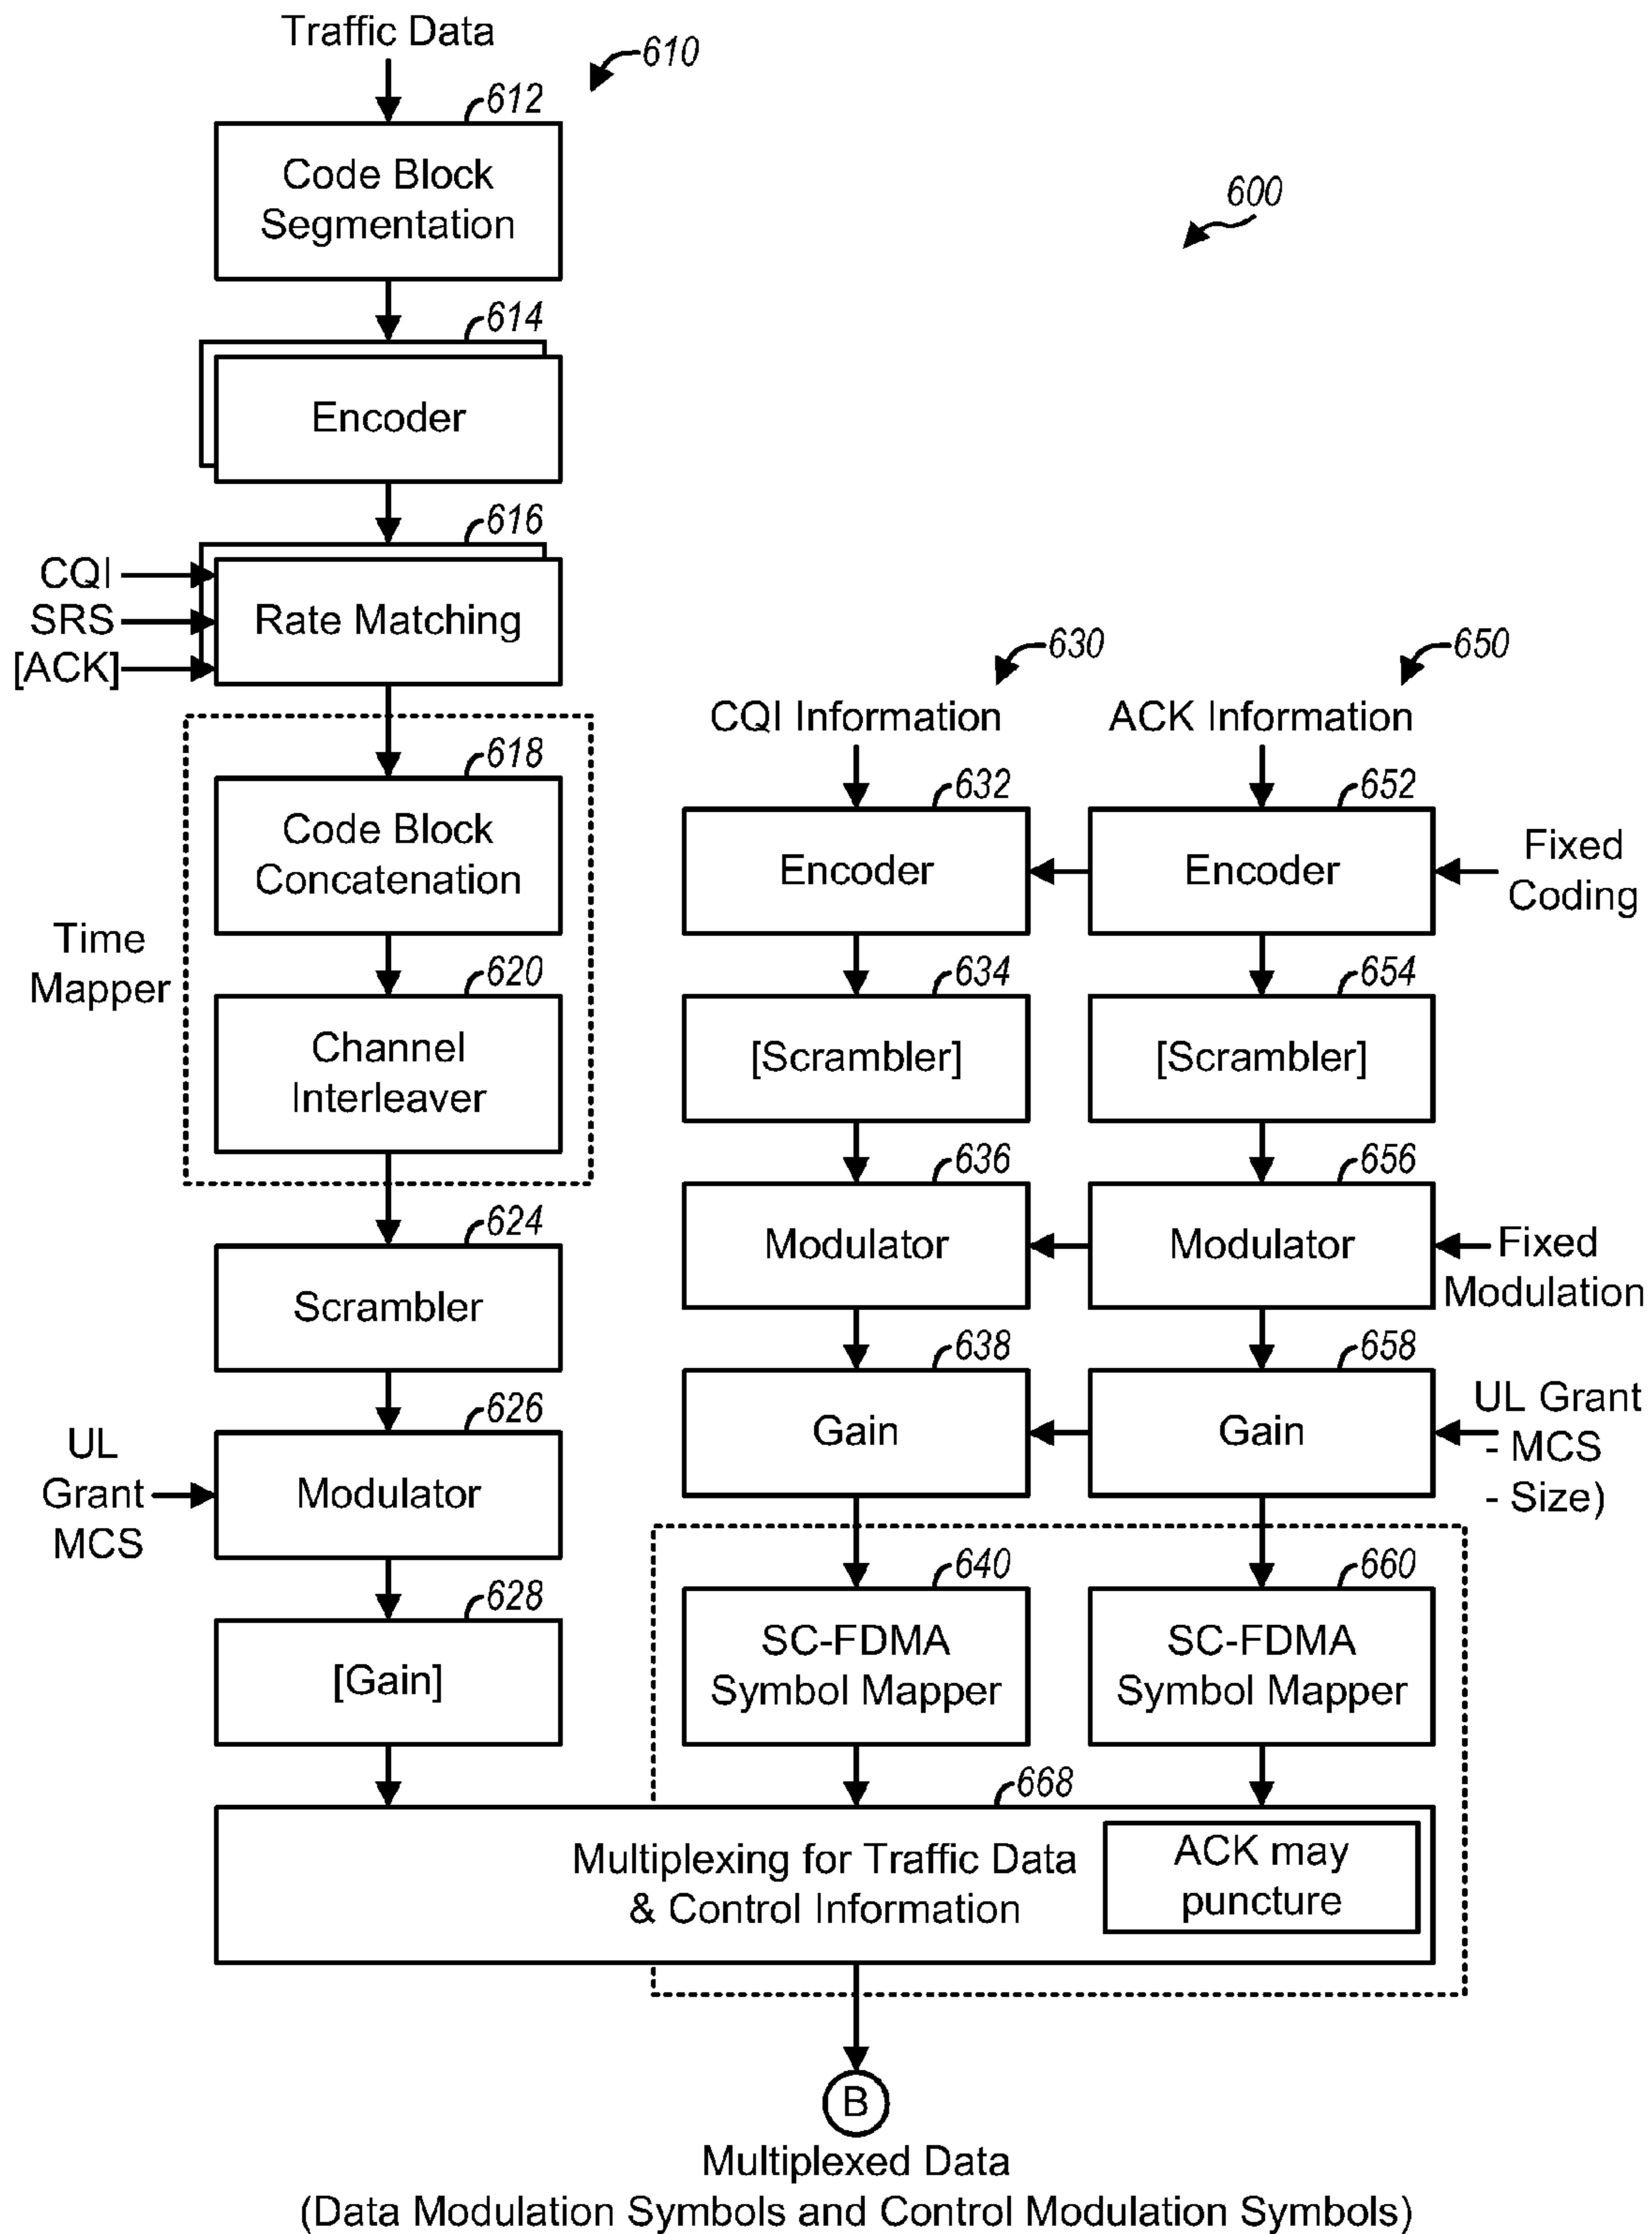 Traffic Data
610
612
Code Block
Segmentation
600
614
Encoder
616
CQI
SRS
[ACK]
Rate Matching
630
650
CQI Information
ACK Information
618
Code Block
Concatenation
Time
Mapper
620
Channel
Interleaver
632
Encoder
652
Encoder
Fixed
Coding
634
[Scrambler]
654
[Scrambler]
624
Scrambler
636
Modulator
656
Modulator
Fixed
Modulation
626
UL
Grant
MCS
Modulator
638
Gain
658
Gain
UL Grant
- MCS
- Size)
628
[Gain]
640
SC-FDMA
Symbol Mapper
660
SC-FDMA
Symbol Mapper
668
Multiplexing for Traffic Data
& Control Information
ACK may
puncture
B
Multiplexed Data
(Data Modulation Symbols and Control Modulation Symbols)